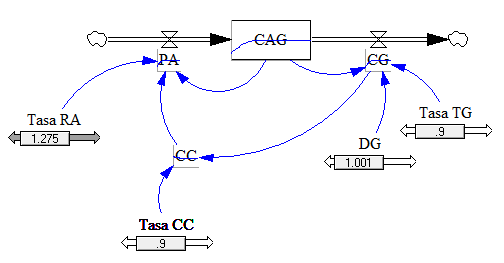 CAG
PA
CG
Tasa RA
1.275
Tasa TG
.9
DG
1.001
CC
Tasa CC
.9